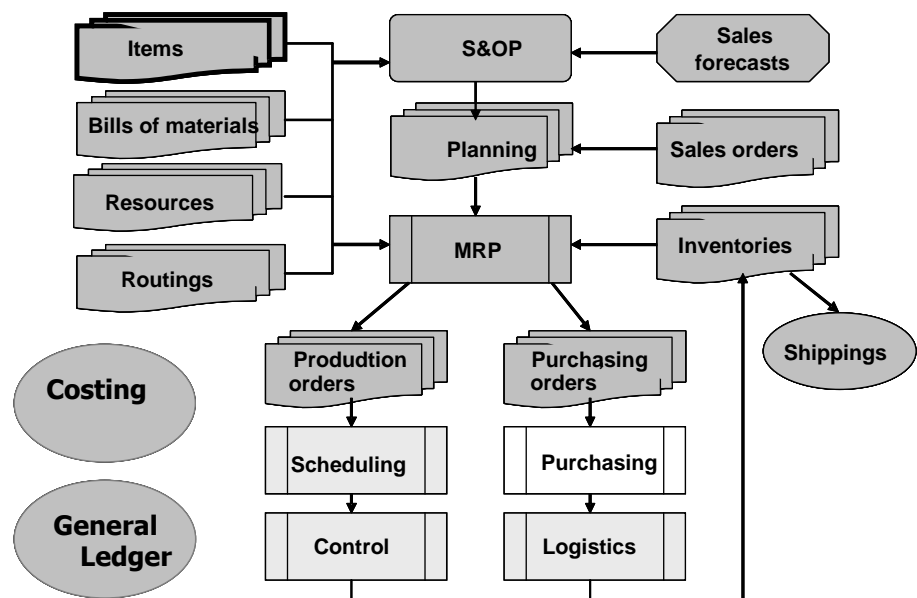 Items
S&OP
Sales
forecasts
Bills of materials
Planning
Sales orders
Resources
Routings
MRP
Inventories
Produdtion
orders
Purchasing
orders
Shippings
Costing
Scheduling
Purchasing
General
Ledger
Control
Logistics